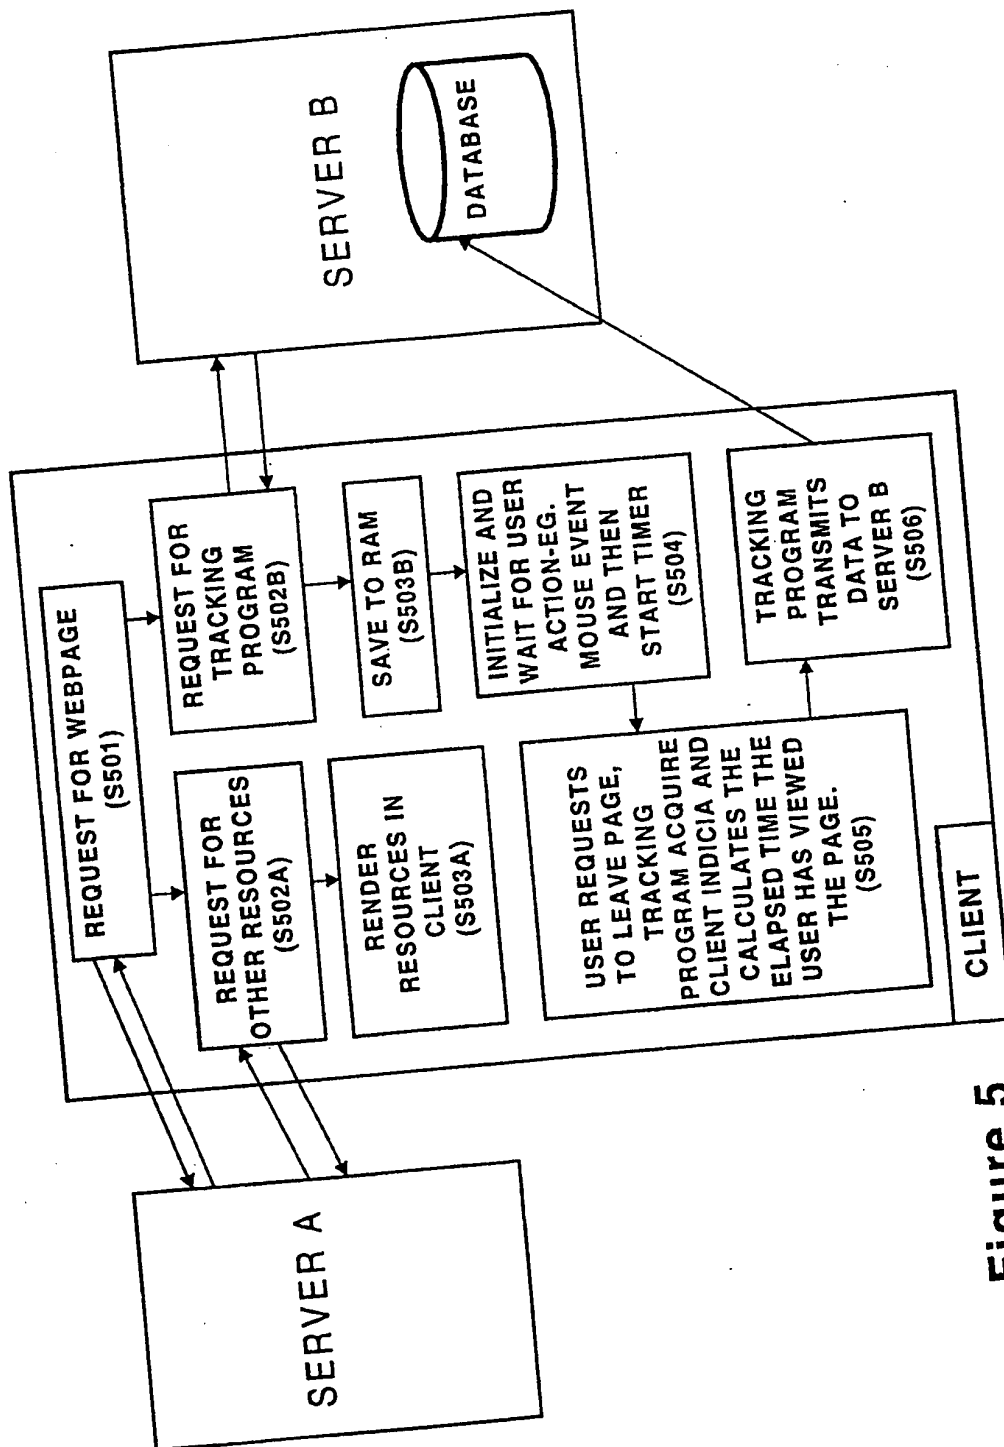 SERVER A
REQUEST FOR WEBPAGE
(S501)
REQUEST FOR
OTHER RESOURCES
(S502A)
RENDER
RESOURCES IN
CLIENT
(S503A)
REQUEST FOR
TRACKING
PROGRAM
(S502B)
SAVE TO RAM
(S503B)
INITIALIZE AND
WAIT FOR USER
ACTION-EG.
MOUSE EVENT
AND THEN
START TIMER
(S504)
USER REQUESTS
TO LEAVE PAGE,
TRACKING
PROGRAM ACQUIRE
CLIENT INDICIA AND
CALCULATES THE
ELAPSED TIME THE
USER HAS VIEWED
THE PAGE.
(S505)
TRACKING
PROGRAM
TRANSMITS
DATA TO
SERVER B
(S506)
CLIENT
SERVER B
DATABASE
Figure 5